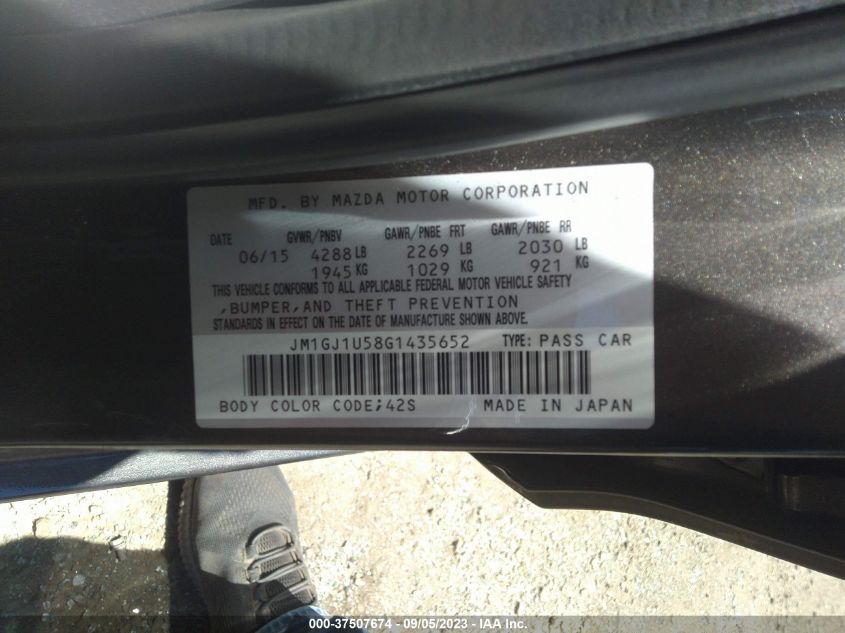 MFD. BY MAZDA MOTOR CORPORATION
DATE GVWR/PNBV GAWR/PNBE FRT GAWR/PNBE RR
06/15 4288 LB 2269 LB 2030 LB
1945 KG 1029 KG 921 KG
THIS VEHICLE CONFORMS TO ALL APPLICABLE FEDERAL MOTOR VEHICLE SAFETY
,BUMPER,AND THEFT PREVENTION
STANDARDS IN EFFECT ON THE DATE OF MANUFACTURE SHOWN ABOVE.
JM1GJ1U58G1435652 TYPE: PASS CAR
BODY COLOR CODE;42S MADE IN JAPAN
000-37507674 - 09/05/2023 - IAA Inc.